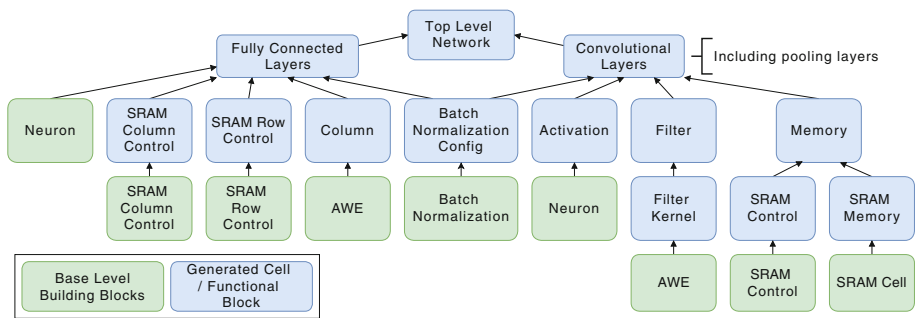 Top Level
Network
Fully Connected
Layers
Convolutional
Layers
Including pooling layers
Neuron
SRAM
Column
Control
SRAM Row
Control
Column
Batch
Normalization
Config
Activation
Filter
Memory
SRAM
Column
Control
SRAM
Row
Control
AWE
Batch
Normalization
Neuron
Filter
Kernel
SRAM
Control
SRAM
Memory
AWE
SRAM
Control
SRAM Cell
Base Level
Building Blocks
Generated Cell
/ Functional
Block